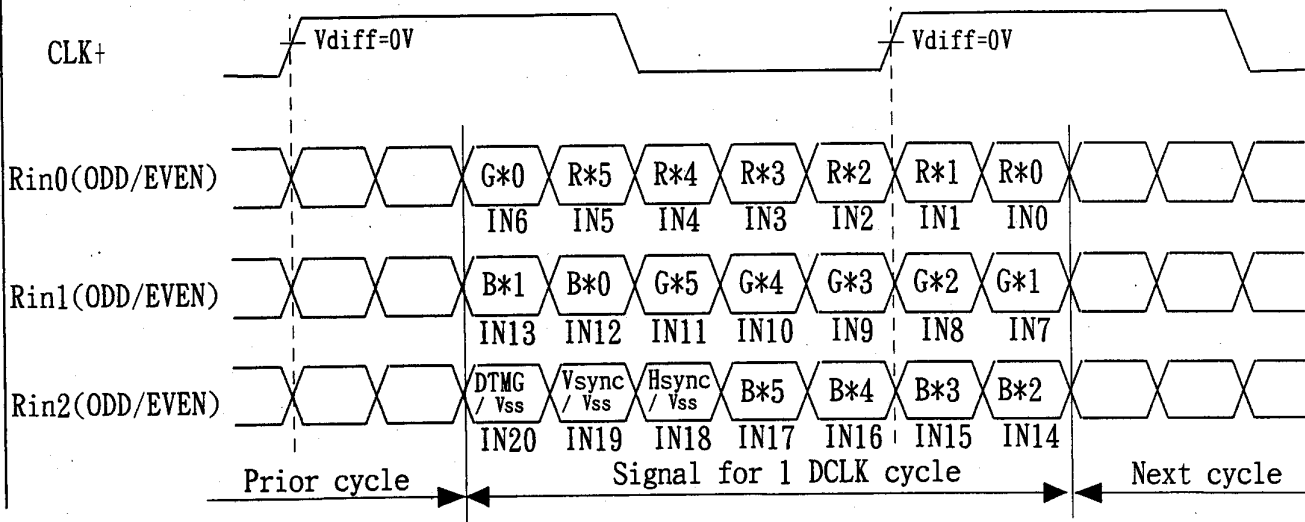 CLK+
Vdiff=0V Vdiff=0V
Rin0(ODD/EVEN) G*0 R*5 R*4 R*3 R*2 R*1 R*0
IN6 IN5 IN4 IN3 IN2 IN1 IN0
Rin1(ODD/EVEN) B*1 B*0 G*5 G*4 G*3 G*2 G*1
IN13 IN12 IN11 IN10 IN9 IN8 IN7
Rin2(ODD/EVEN) DTMG / Vss Vsync / Vss Hsync / Vss B*5 B*4 B*3 B*2
IN20 IN19 IN18 IN17 IN16 IN15 IN14
Prior cycle Signal for 1 DCLK cycle Next cycle